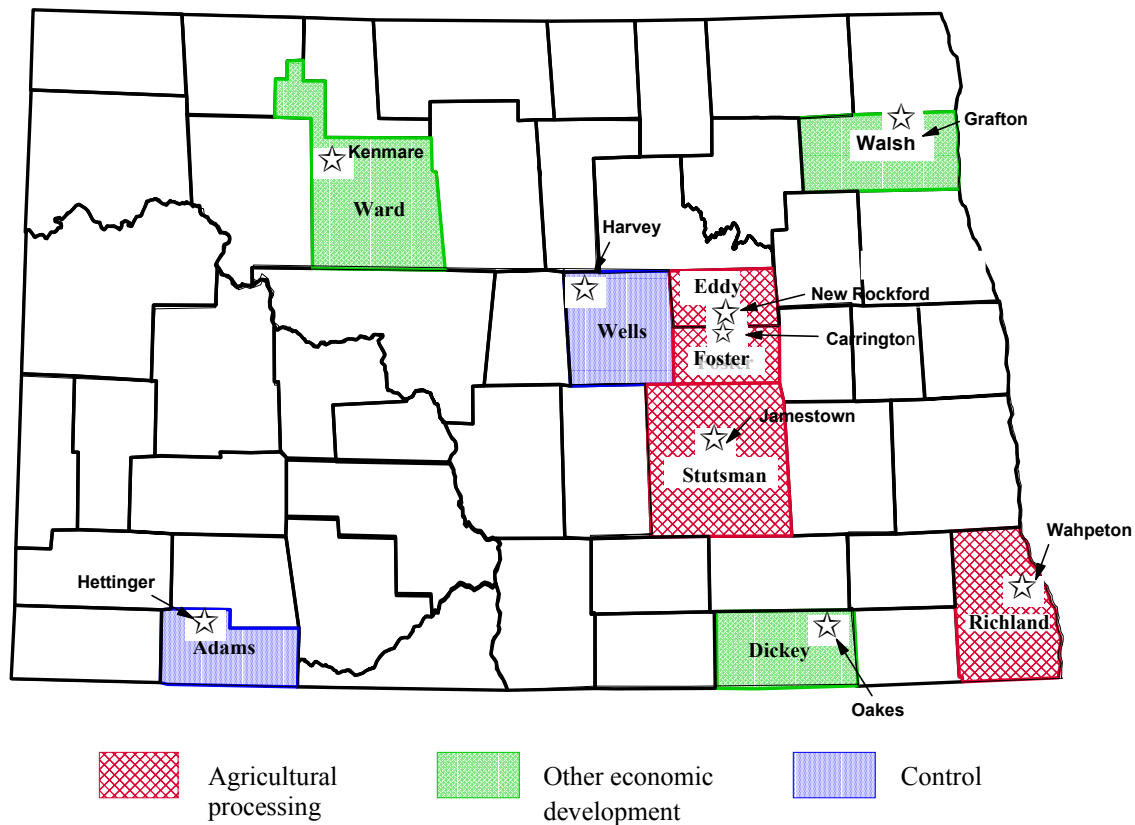 Grafton
Walsh
Kenmare
Ward
Harvey
Eddy
New Rockford
Wells
Carrington
Foster
Jamestown
Stutsman
Wahpeton
Hettinger
Richland
Adams
Dickey
Oakes
Agricultural
processing
Other economic
development
Control